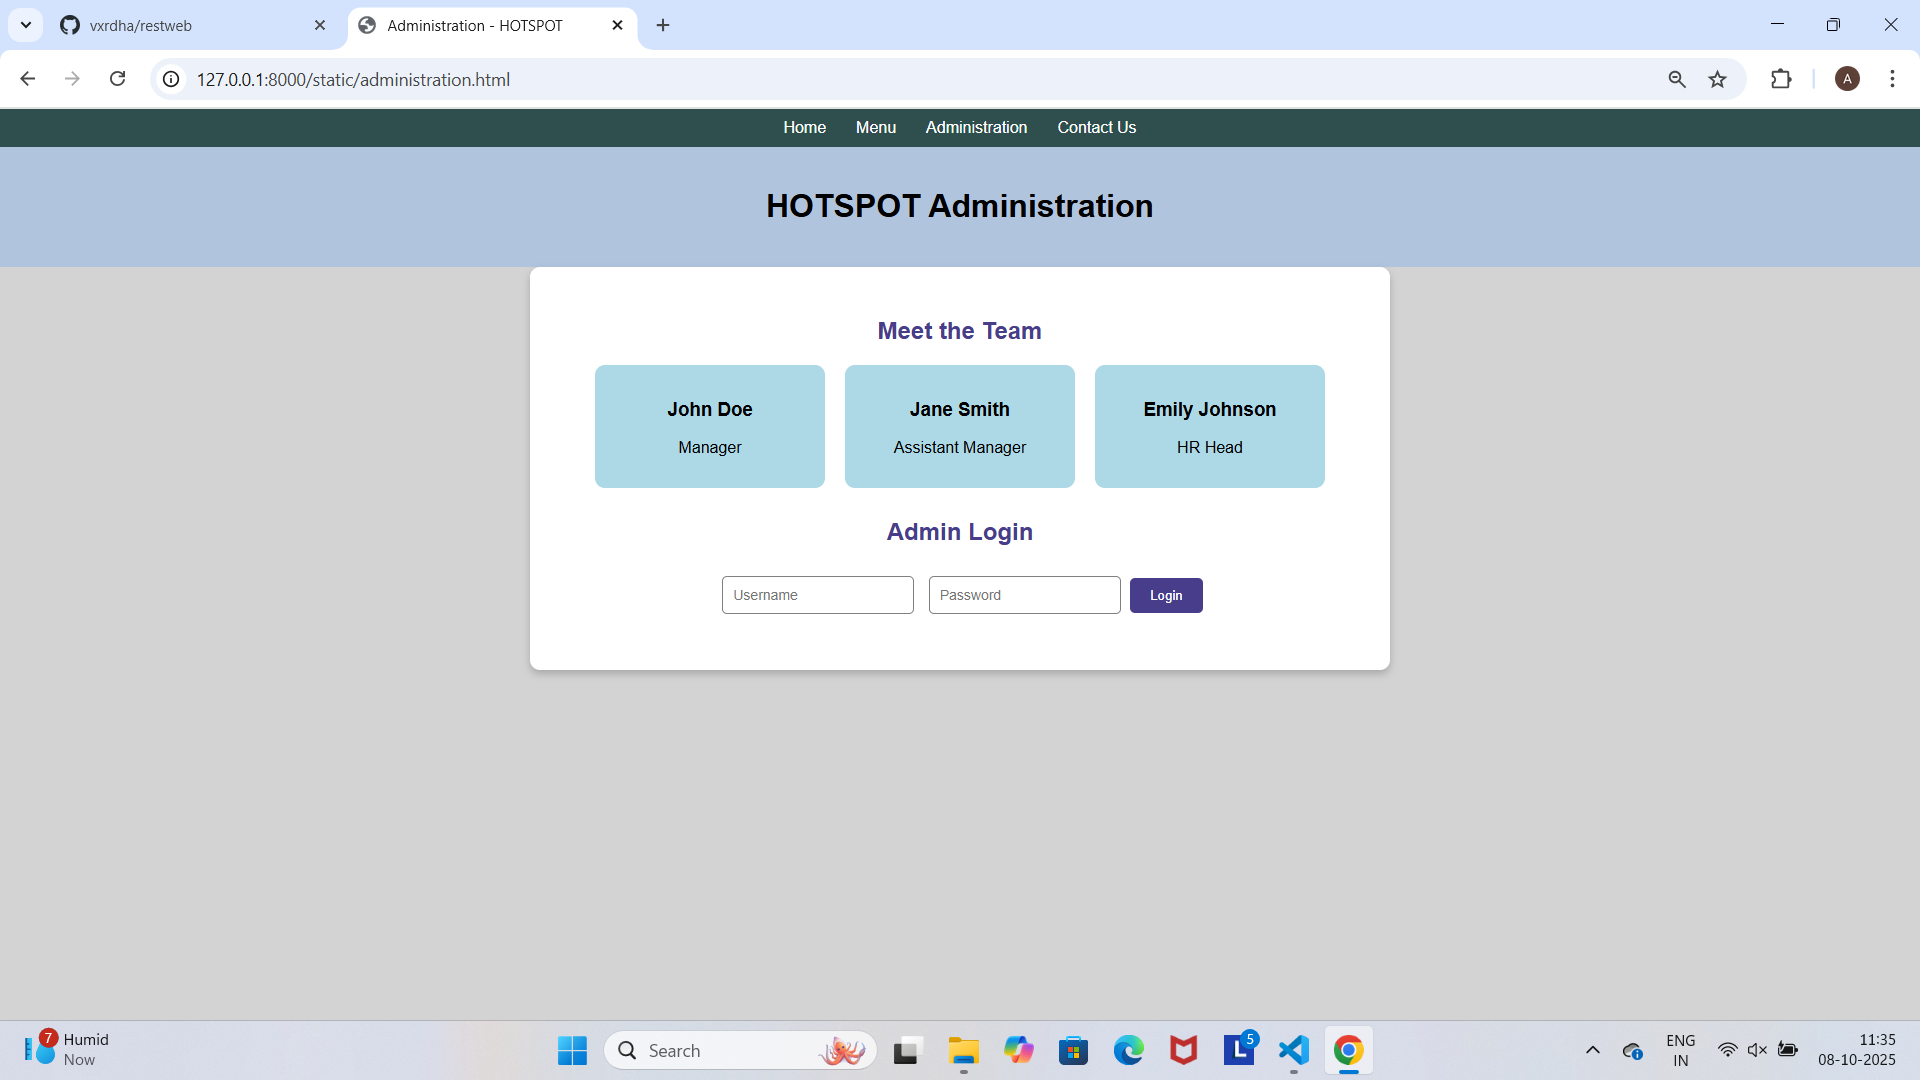 vxrdha/restweb
Administration - HOTSPOT
127.0.0.1:8000/static/administration.html
A
Home Menu Administration Contact Us
HOTSPOT Administration
Meet the Team
John Doe Jane Smith Emily Johnson
Manager Assistant Manager HR Head
Admin Login
Username Password Login
7 Humid
Now
Search
L 5
ENG
IN
11:35
08-10-2025